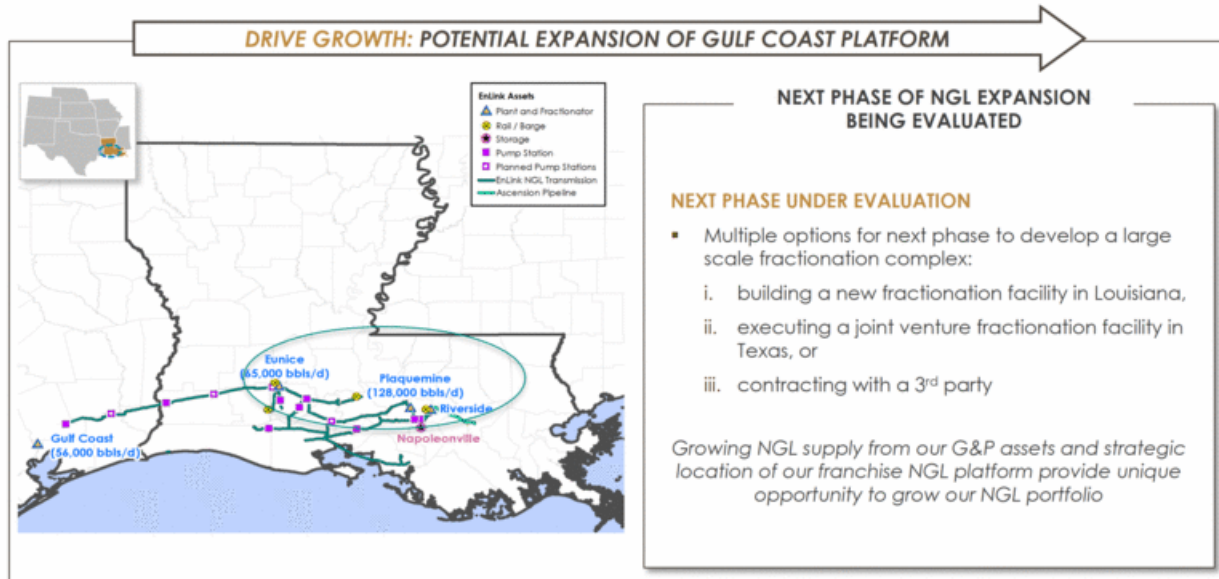 DRIVE GROWTH: POTENTIAL EXPANSION OF GULF COAST PLATFORM
EnLink Assets
Plant and Fractionator
Rail / Barge
Storage
Pump Station
Planned Pump Stations
EnLink NGL Transmission
Ascension Pipeline
Eunice
(65,000 bbls/d)
Plaquemine
(128,000 bbls/d)
Riverside
Napoleonville
Gulf Coast
(56,000 bbls/d)
NEXT PHASE OF NGL EXPANSION
BEING EVALUATED
NEXT PHASE UNDER EVALUATION
▪ Multiple options for next phase to develop a large
scale fractionation complex:
i. building a new fractionation facility in Louisiana,
ii. executing a joint venture fractionation facility in
Texas, or
iii. contracting with a 3rd party
Growing NGL supply from our G&P assets and strategic
location of our franchise NGL platform provide unique
opportunity to grow our NGL portfolio